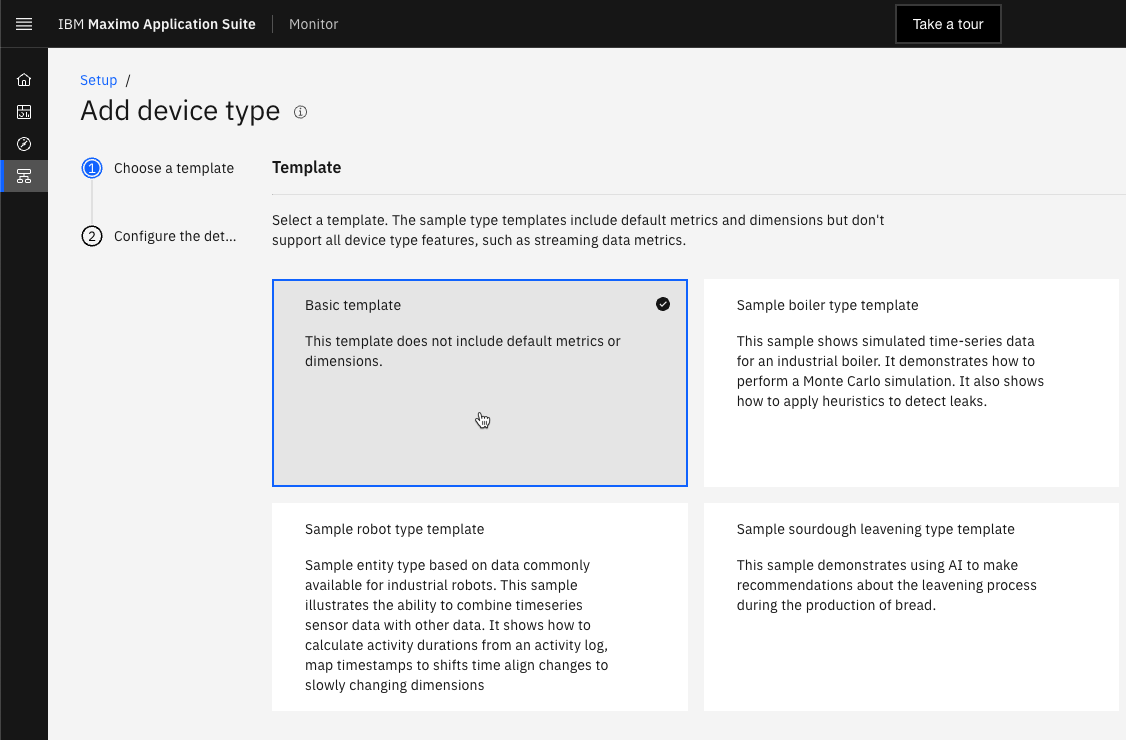 IBM Maximo Application Suite
Monitor
Take a tour
Setup /
Add device type
1 Choose a template
2 Configure the det...
Template
Select a template. The sample type templates include default metrics and dimensions but don't
support all device type features, such as streaming data metrics.
Basic template
This template does not include default metrics or
dimensions.
Sample boiler type template
This sample shows simulated time-series data
for an industrial boiler. It demonstrates how to
perform a Monte Carlo simulation. It also shows
how to apply heuristics to detect leaks.
Sample robot type template
Sample entity type based on data commonly
available for industrial robots. This sample
illustrates the ability to combine timeseries
sensor data with other data. It shows how to
calculate activity durations from an activity log,
map timestamps to shifts time align changes to
slowly changing dimensions
Sample sourdough leavening type template
This sample demonstrates using AI to make
recommendations about the leavening process
during the production of bread.